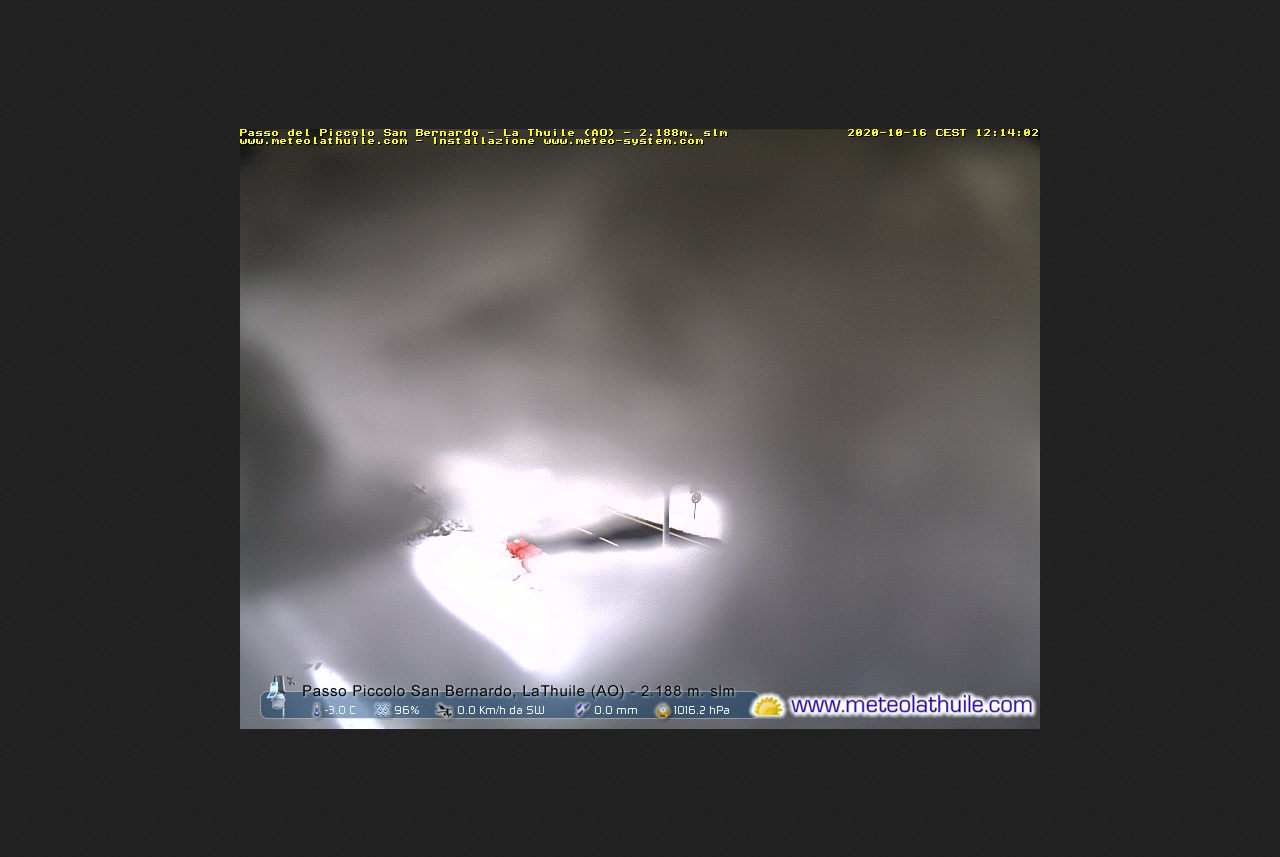 Passo del Piccolo San Bernardo - La Thuile (AO) - 2.188m. slm 2020-10-16 CEST 12:14:02
www.meteolathuile.com - Installazione www.meteo-system.com
Passo Piccolo San Bernardo, LaThuile (AO) - 2.188 m. slm
-3.0 C 96% 0.0 Km/h da SW 0.0 mm 1016.2 hPa
www.meteolathuile.com